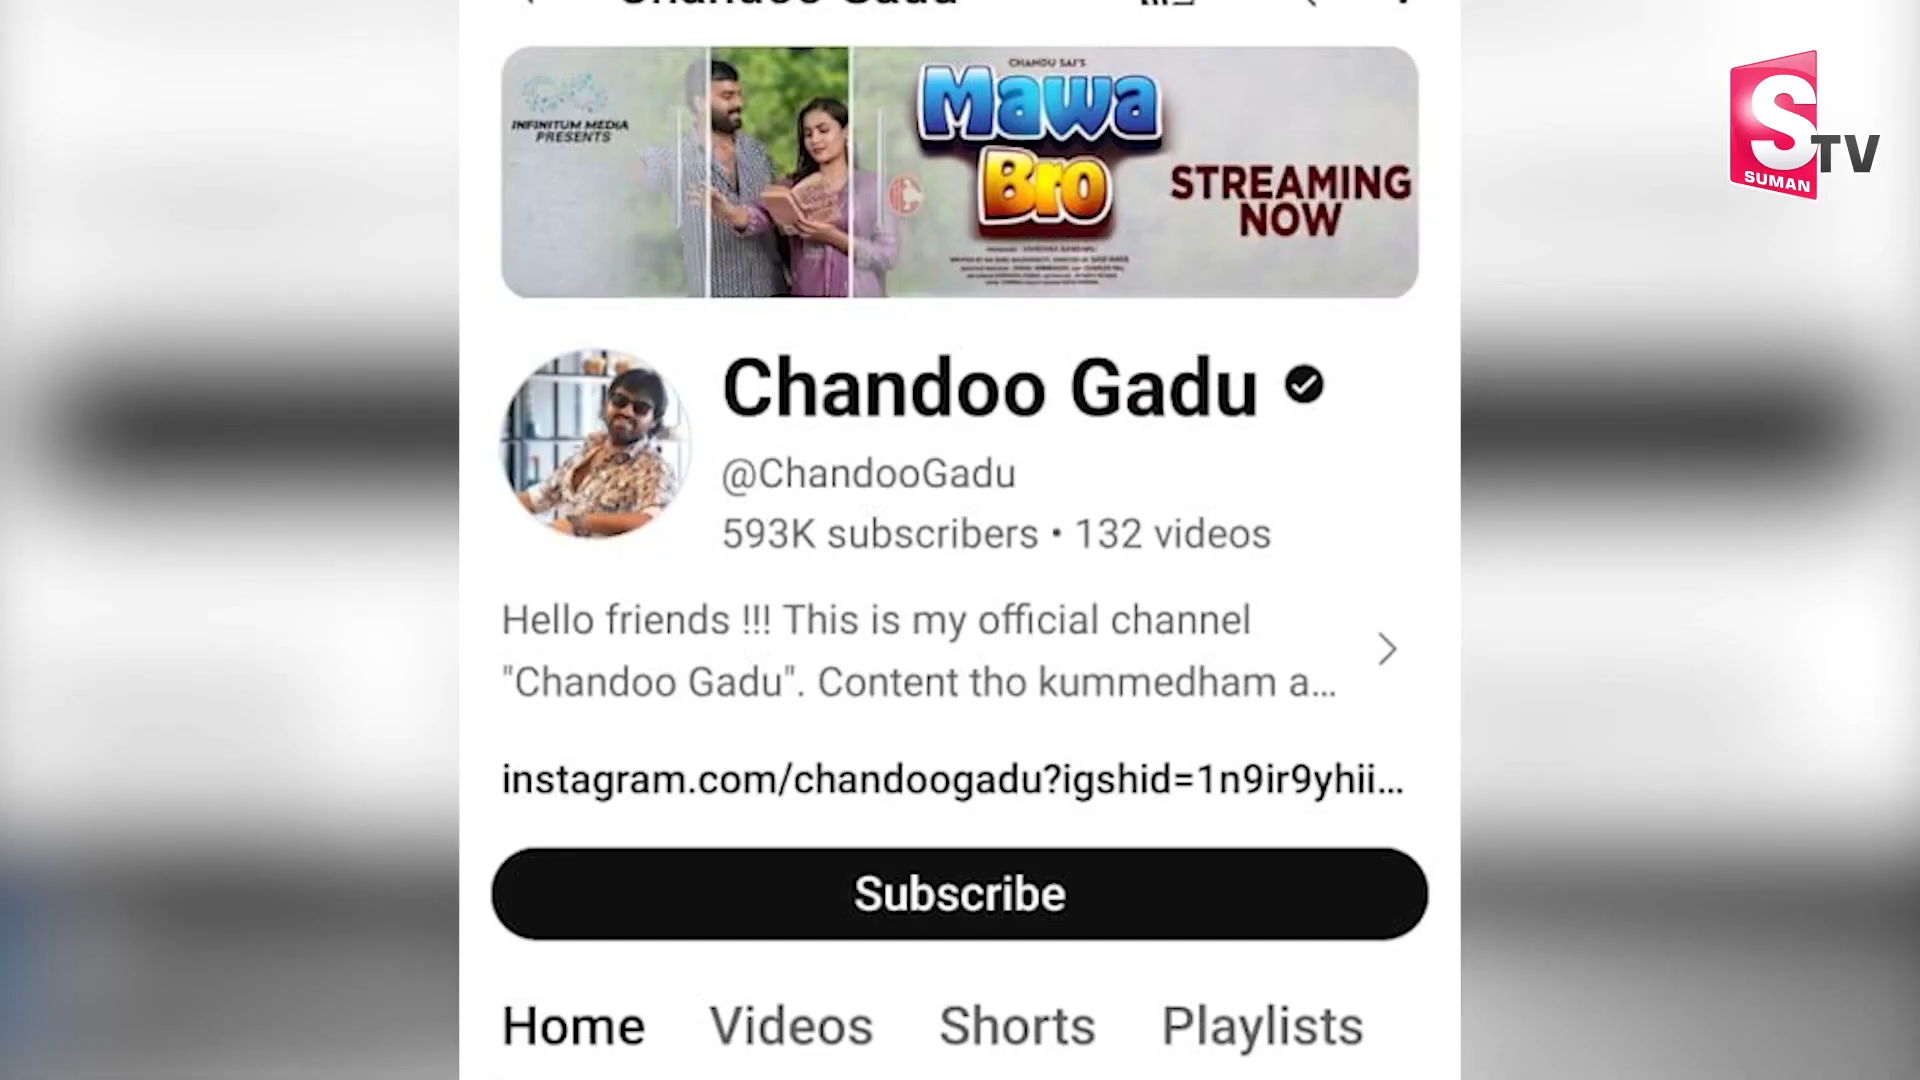 CHANDU SAI'S
Mawa
Bro
INFINITUM MEDIA
PRESENTS
STREAMING
NOW
S
TV
SUMAN
Chandoo Gadu
@ChandooGadu
593K subscribers • 132 videos
Hello friends !!! This is my official channel
"Chandoo Gadu". Content tho kummedham a...
instagram.com/chandoogadu?igshid=1n9ir9yhii...
Subscribe
Home Videos Shorts Playlists